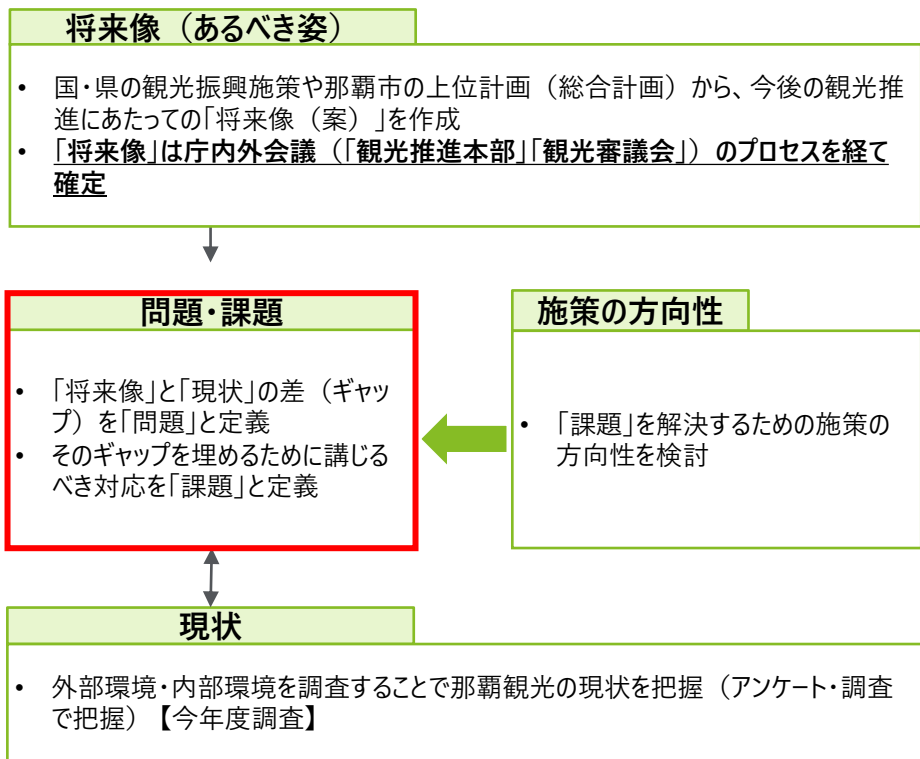 将来像（あるべき姿）
• 国・県の観光振興施策や那覇市の上位計画（総合計画）から、今後の観光推
進にあたっての「将来像（案）」を作成
• 「将来像」は庁内外会議（「観光推進本部」「観光審議会」）のプロセスを経て
確定
問題・課題
• 「将来像」と「現状」の差（ギャッ
プ）を「問題」と定義
• そのギャップを埋めるために講じる
べき対応を「課題」と定義
施策の方向性
• 「課題」を解決するための施策の
方向性を検討
現状
• 外部環境・内部環境を調査することで那覇観光の現状を把握（アンケート・調査
で把握）【今年度調査】